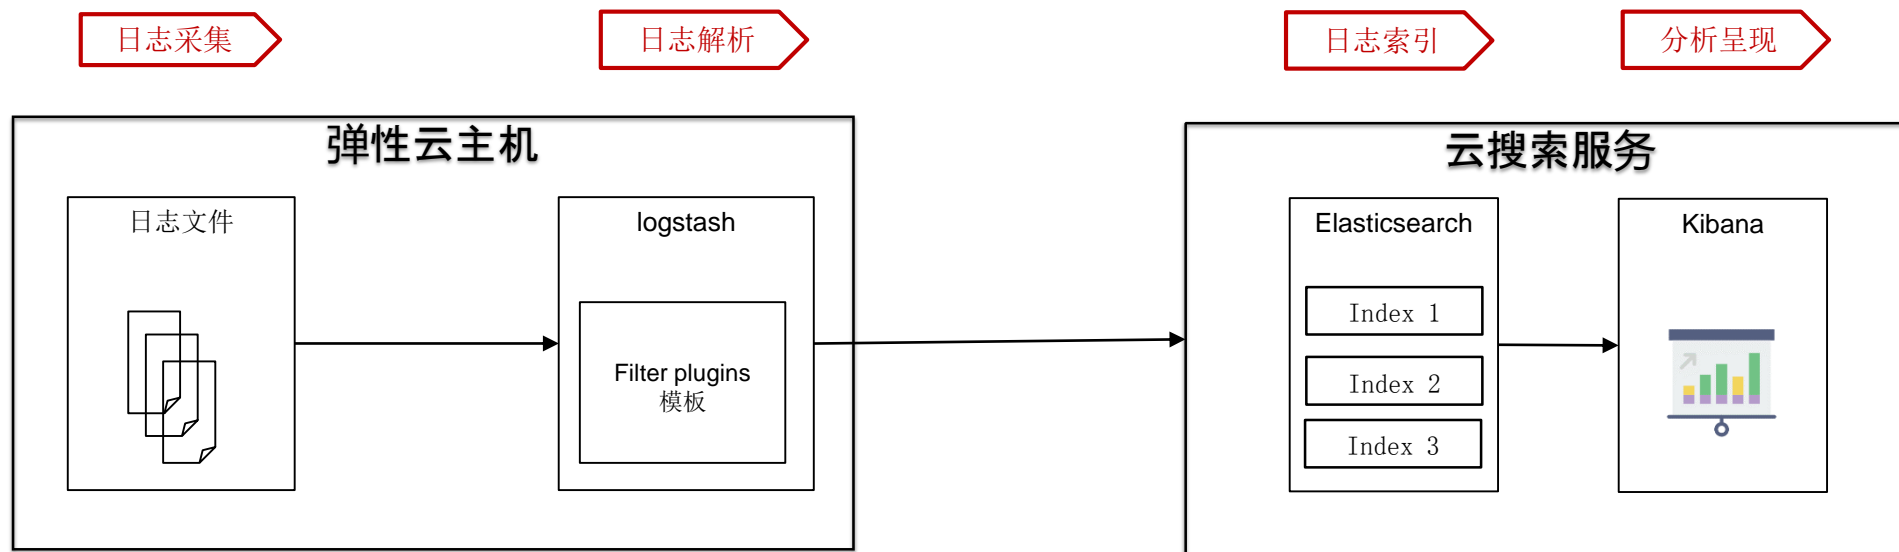 日志采集
日志解析
日志索引
分析呈现
弹性云主机
云搜索服务
日志文件
logstash
Filter plugins
模板
Elasticsearch
Index 1
Index 2
Index 3
Kibana